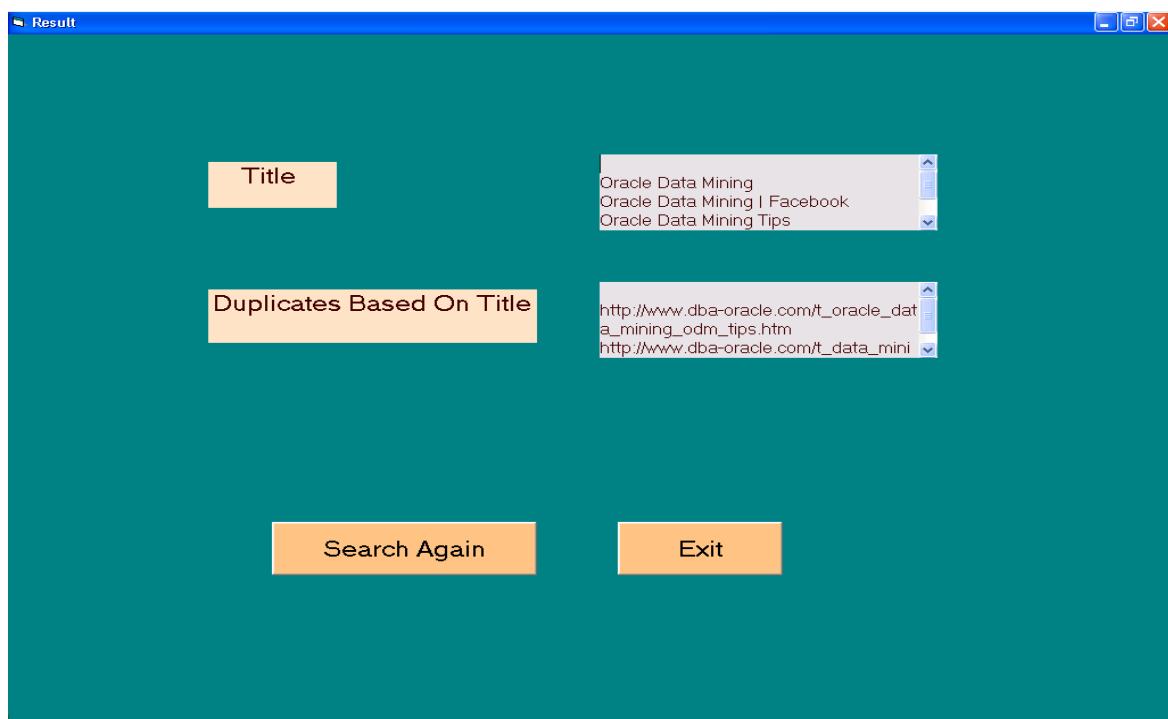 Result
Title
Oracle Data Mining
Oracle Data Mining | Facebook
Oracle Data Mining Tips
Duplicates Based On Title
http://www.dba-oracle.com/t_oracle_dat
a_mining_odm_tips.htm
http://www.dba-oracle.com/t_data_mini
Search Again
Exit